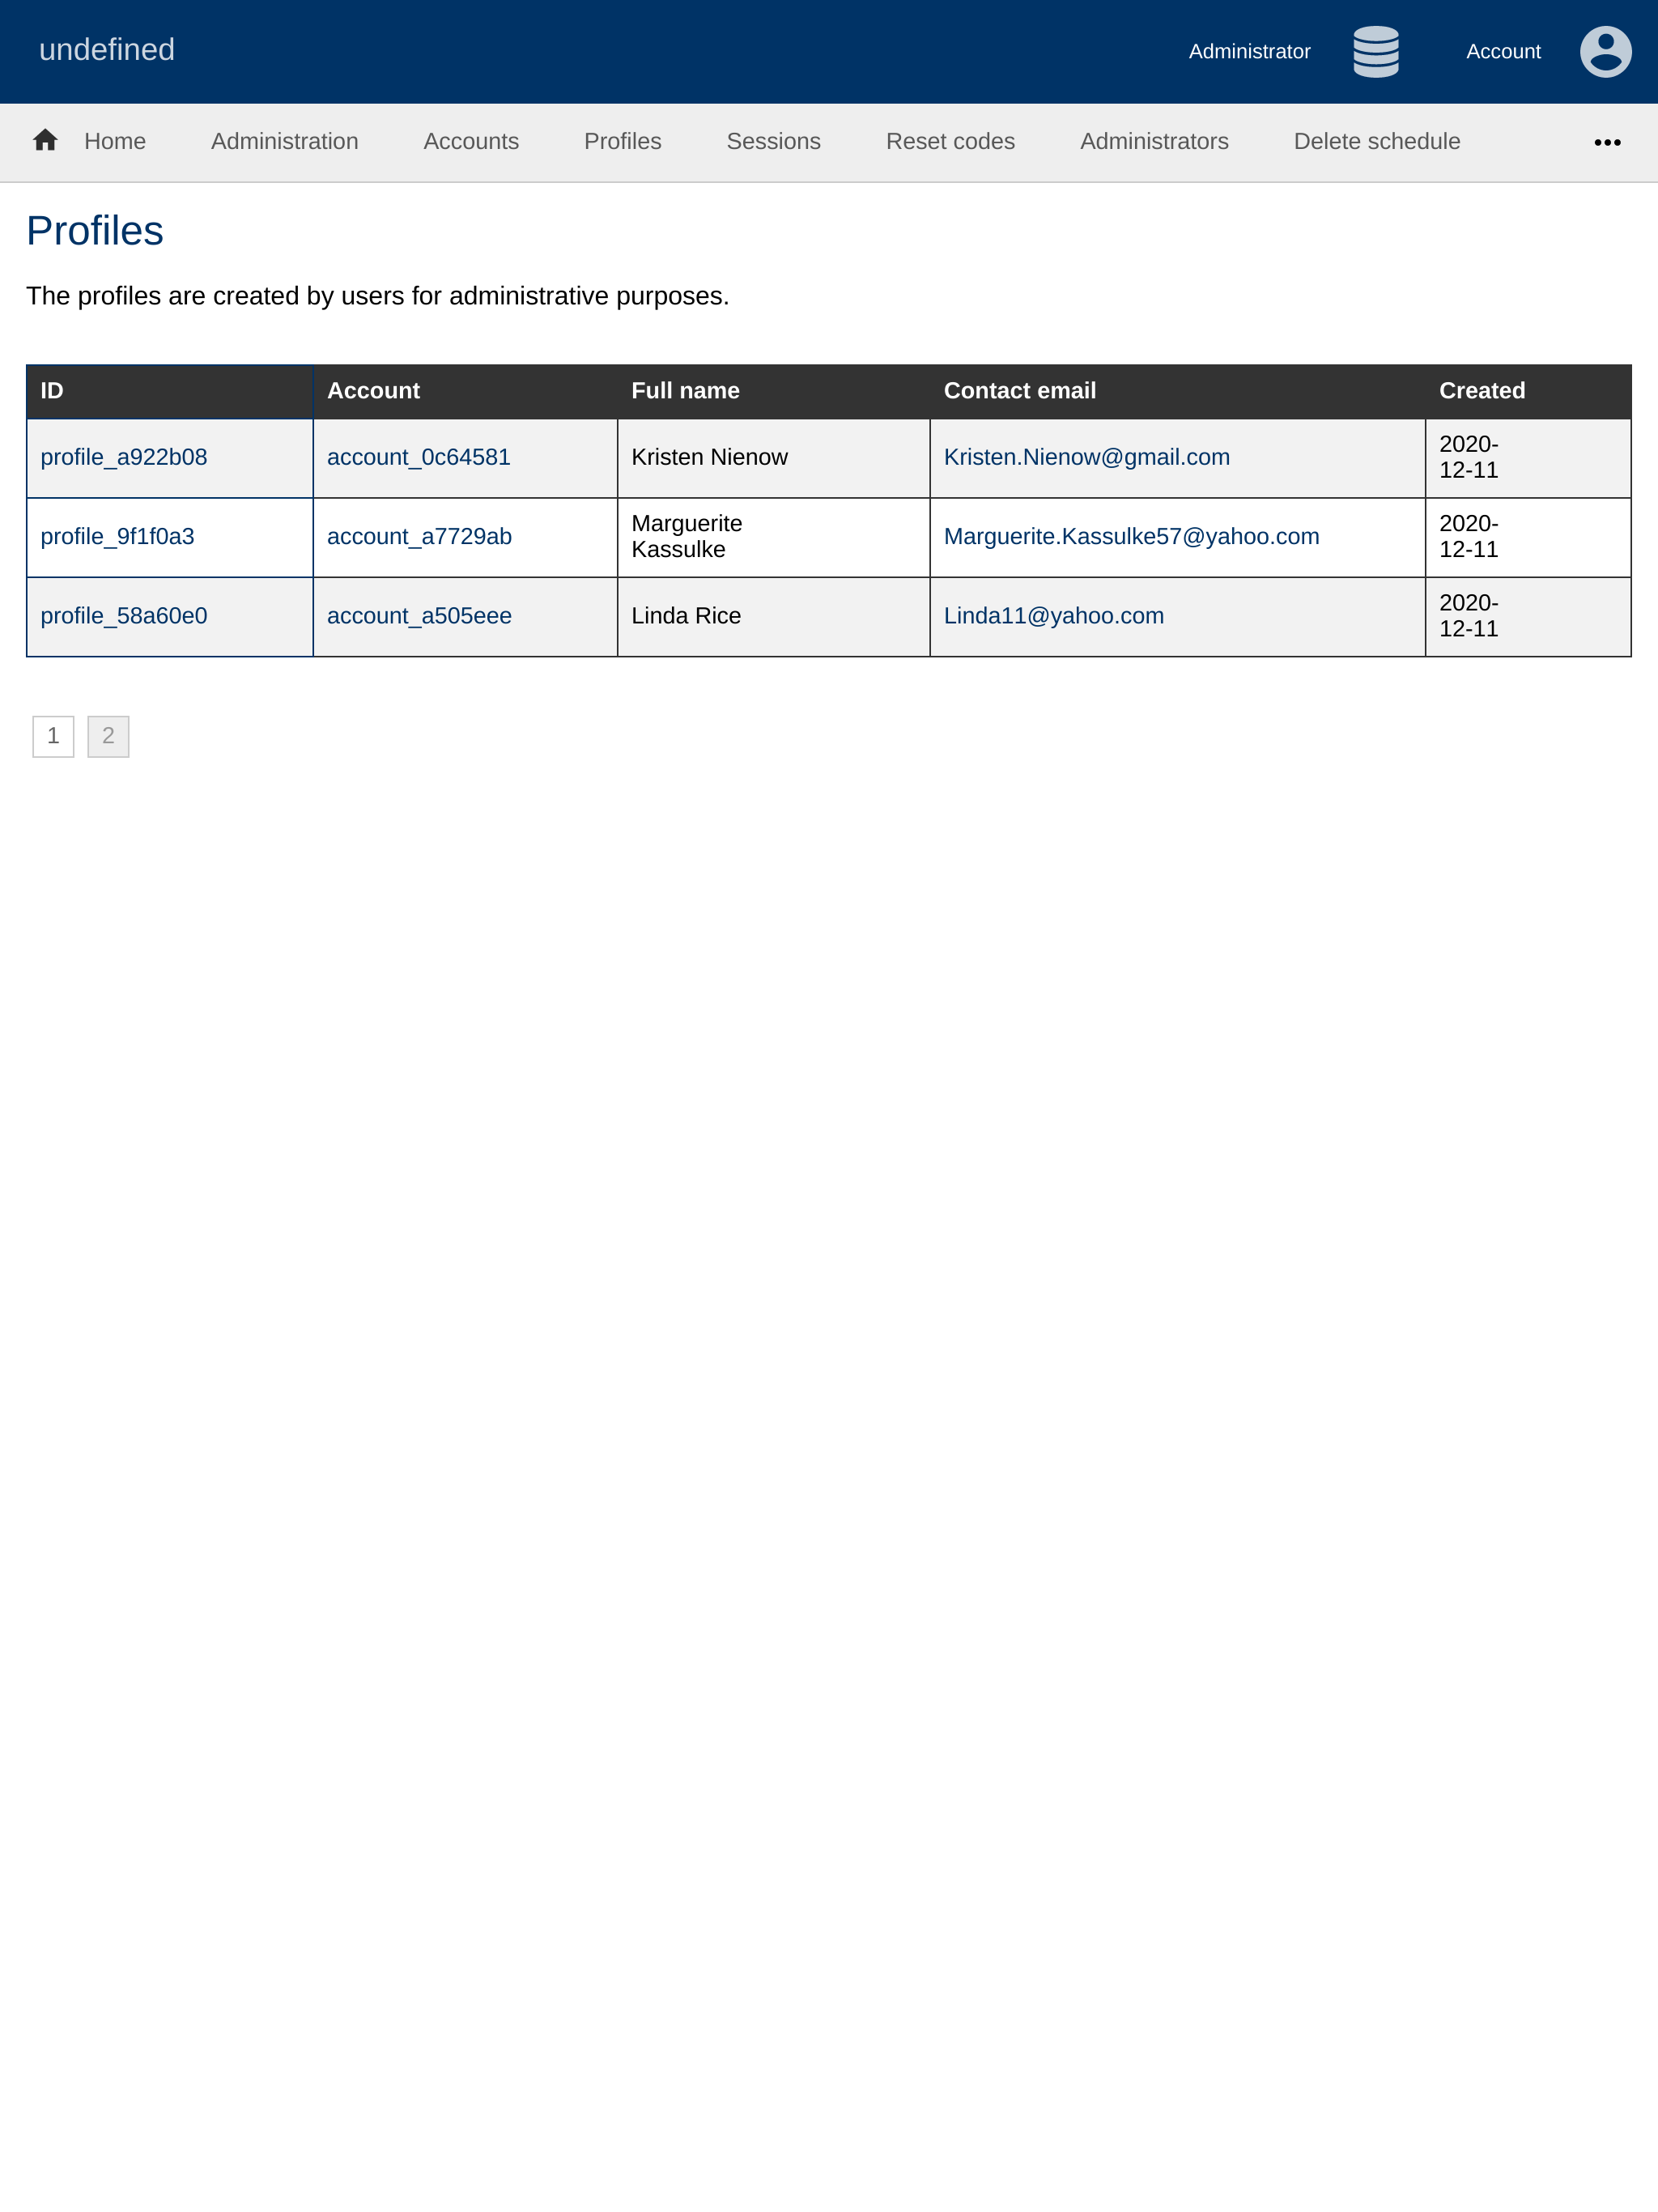 undefined
Administrator
Account
Home
Administration
Accounts
Profiles
Sessions
Reset codes
Administrators
Delete schedule
Profiles
The profiles are created by users for administrative purposes.
ID Account Full name Contact email Created
profile_a922b08 account_0c64581 Kristen Nienow Kristen.Nienow@gmail.com 2020-
12-11
profile_9f1f0a3 account_a7729ab Marguerite Marguerite.Kassulke57@yahoo.com 2020-
Kassulke 12-11
profile_58a60e0 account_a505eee Linda Rice Linda11@yahoo.com 2020-
12-11
1 2